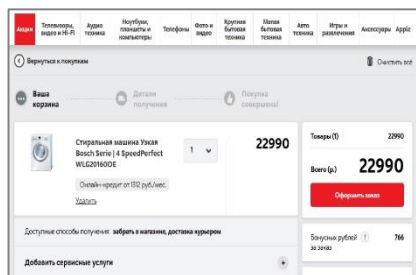 Акции
Телевизоры,
видео и Hi-Fi
Аудио
техника
Ноутбуки,
планшеты и
компьютеры
Телефоны
Фото и
видео
Крупная
бытовая
техника
Малая
бытовая
техника
Авто
техника
Игры и
развлечения
Аксессуары Apple
Вернуться к покупкам
Очистить всё
Ваша
корзина
Детали
получения
Покупка
совершена!
Стиральная машина Узкая
Bosch Serie | 4 SpeedPerfect
WLG20160OE
1
22990
Онлайн-кредит от 1312 руб./мес.
Удалить
Товары (1) 22990
Всего (р.) 22990
Оформить заказ
Доступные способы получения: забрать в магазине, доставка курьером
Бонусных рублей ? 766
за заказ
Добавить сервисные услуги +